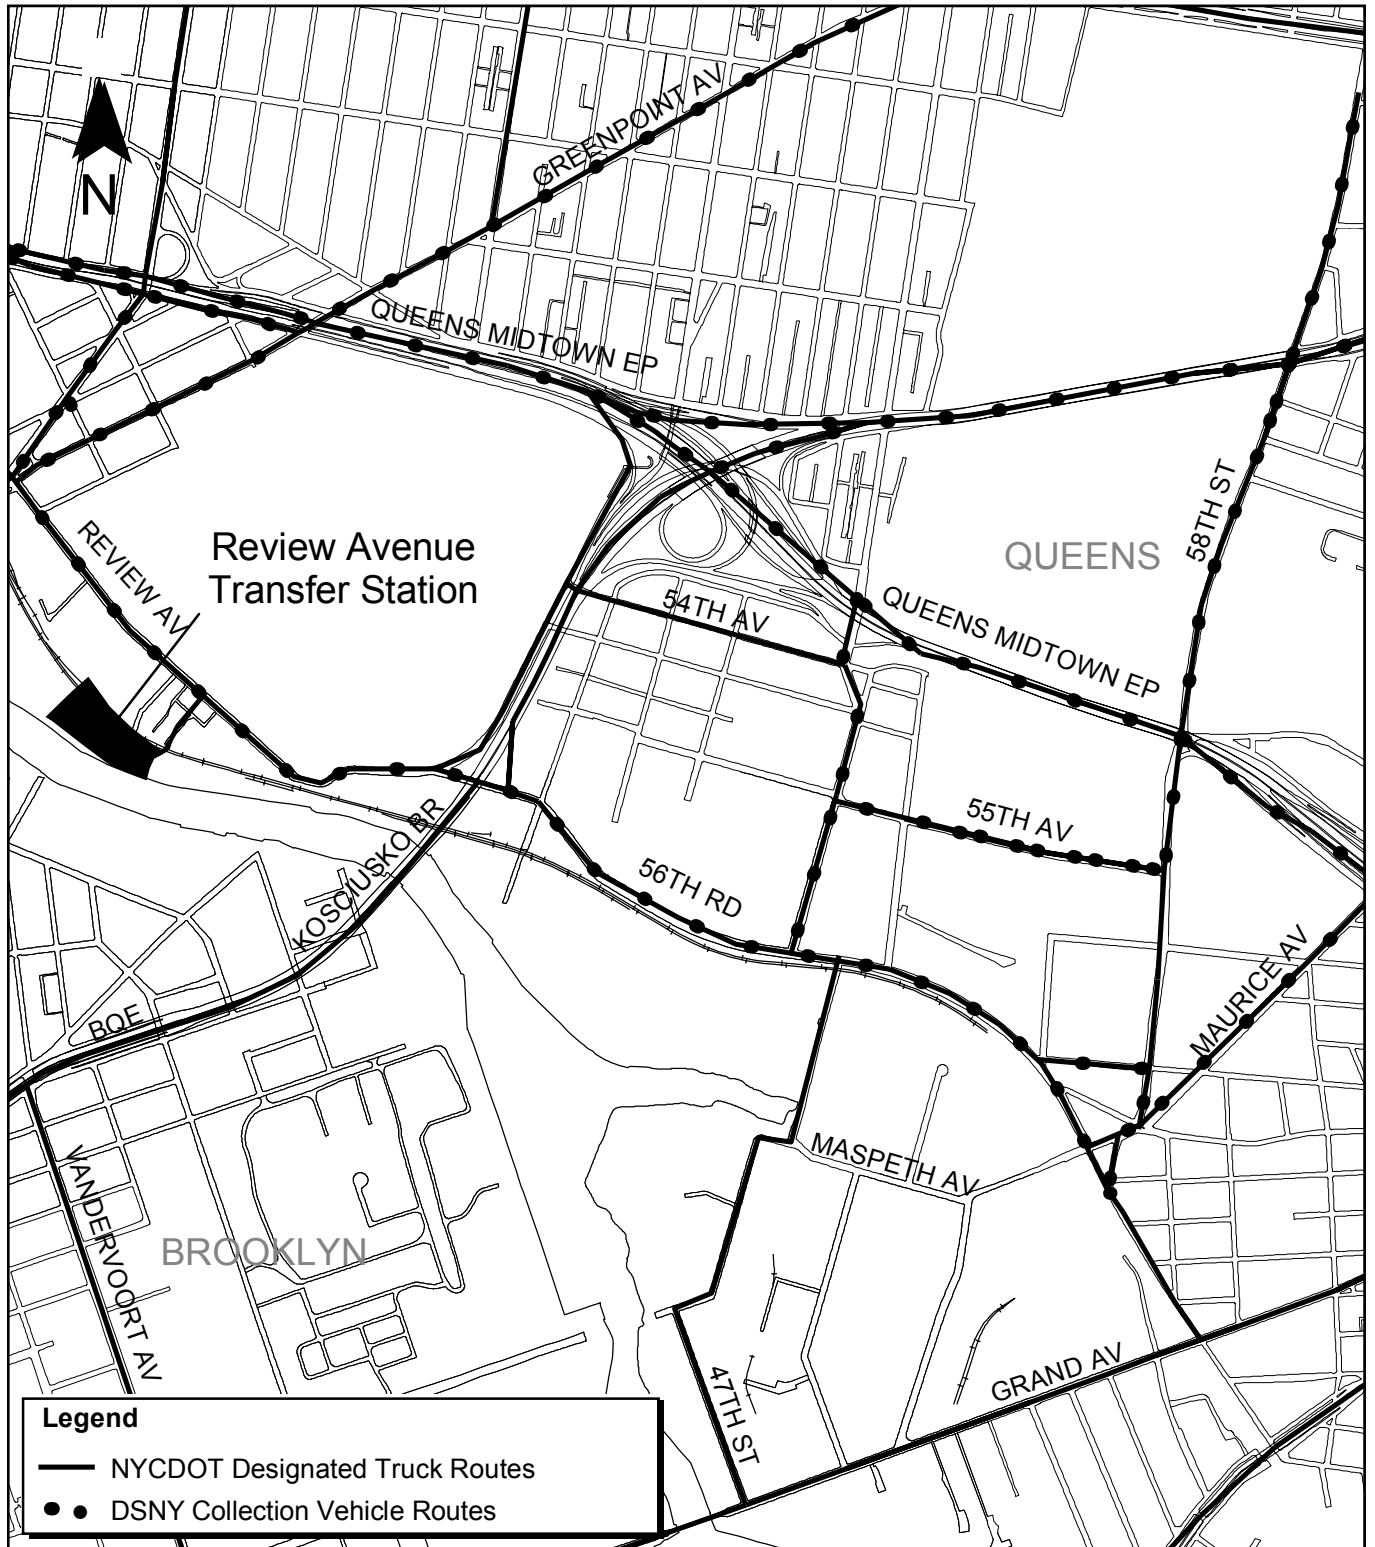 GREENPOINT AV
N
QUEENS MIDTOWN EP
58TH ST
REVIEW AV
Review Avenue
Transfer Station
QUEENS
54TH AV
QUEENS MIDTOWN EP
55TH AV
KOSCIUSKO BR
56TH RD
MAURICE AV
BQE
MASPETH AV
VANDERVOORT AV
BROOKLYN
GRAND AV
47TH ST
Legend
NYCDOT Designated Truck Routes
DSNY Collection Vehicle Routes